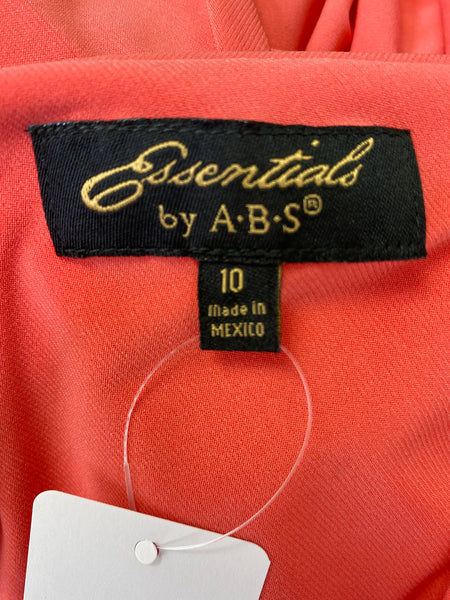 Essentials
by A·B·S®
10
made in
MEXICO